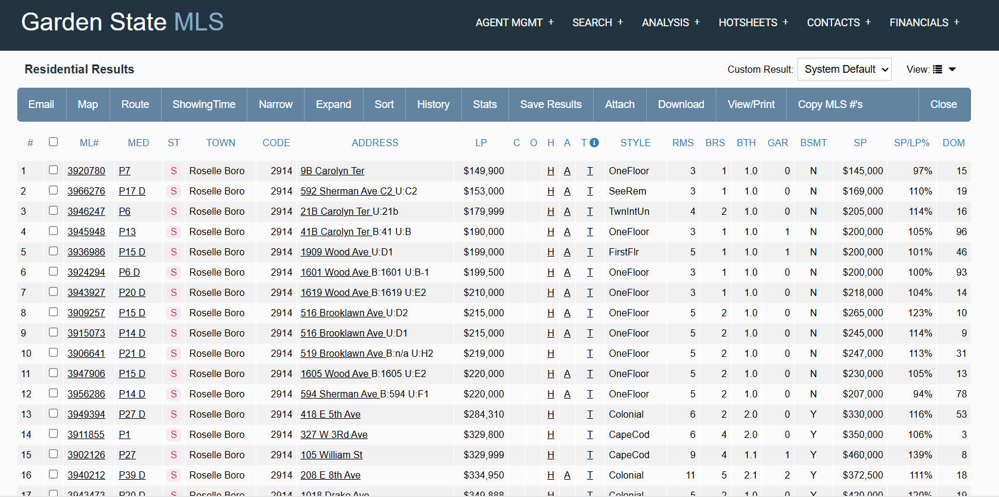 Garden State MLS
AGENT MGMT + SEARCH + ANALYSIS + HOTSHEETS + CONTACTS + FINANCIALS +
Residential Results Custom Result: System Default View:
Email Map Route ShowingTime Narrow Expand Sort History Stats Save Results Attach Download View/Print Copy MLS #'s Close
# ML# MED ST TOWN CODE ADDRESS LP C O H A T STYLE RMS BRS BTH GAR BSMT SP SP/LP% DOM
1 3920780 P7 S Roselle Boro 2914 9B Carolyn Ter $149,900 H A T OneFloor 3 1 1.0 0 N $145,000 97% 15
2 3966276 P17 D S Roselle Boro 2914 592 Sherman Ave C2 U:C2 $153,000 H A T SeeRem 3 1 1.0 0 N $169,000 110% 19
3 3946247 P6 S Roselle Boro 2914 21B Carolyn Ter U:21b $179,999 H A T TwnIntUn 4 2 1.0 0 N $205,000 114% 16
4 3945948 P13 S Roselle Boro 2914 41B Carolyn Ter B:41 U:B $190,000 H A T OneFloor 3 1 1.0 1 N $200,000 105% 96
5 3936986 P15 D S Roselle Boro 2914 1909 Wood Ave U:D1 $199,000 H A T FirstFlr 5 1 1.0 1 N $200,000 101% 46
6 3924294 P6 D S Roselle Boro 2914 1601 Wood Ave B:1601 U:B-1 $199,500 H A T OneFloor 3 1 1.0 0 N $200,000 100% 93
7 3943927 P20 D S Roselle Boro 2914 1619 Wood Ave B:1619 U:E2 $210,000 H A T OneFloor 3 1 1.0 0 N $218,000 104% 14
8 3909257 P15 D S Roselle Boro 2914 516 Brooklawn Ave U:D2 $215,000 H A T OneFloor 5 2 1.0 0 N $265,000 123% 10
9 3915073 P14 D S Roselle Boro 2914 516 Brooklawn Ave U:D1 $215,000 H A T OneFloor 5 2 1.0 0 N $245,000 114% 9
10 3906641 P21 D S Roselle Boro 2914 519 Brooklawn Ave B:n/a U:H2 $219,000 H T OneFloor 5 2 1.0 0 N $247,000 113% 31
11 3947906 P15 D S Roselle Boro 2914 1605 Wood Ave B:1605 U:E2 $220,000 H A T OneFloor 5 2 1.0 0 N $230,000 105% 13
12 3956286 P14 D S Roselle Boro 2914 594 Sherman Ave B:594 U:F1 $220,000 H A T OneFloor 5 2 1.0 0 N $207,000 94% 78
13 3949394 P27 D S Roselle Boro 2914 418 E 5th Ave $284,310 H T Colonial 6 2 2.0 0 Y $330,000 116% 53
14 3911855 P1 S Roselle Boro 2914 327 W 3Rd Ave $329,800 H T CapeCod 6 4 2.0 0 Y $350,000 106% 3
15 3902126 P27 S Roselle Boro 2914 105 William St $329,999 H T CapeCod 9 4 1.1 1 Y $460,000 139% 8
16 3940212 P39 D S Roselle Boro 2914 208 E 8th Ave $334,950 H A T Colonial 11 5 2.1 2 Y $372,500 111% 18
17 3943473 P20 D S Roselle Boro 2914 1018 Drake Ave $349,888 H A T Colonial 5 2 1.0 0 Y $420,000 120% 19